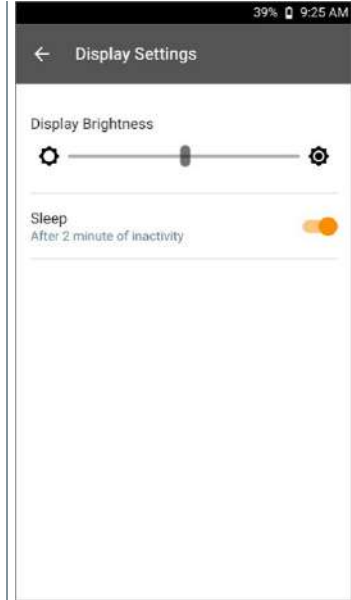 39% 9:25 AM
Display Settings
Display Brightness
Sleep
After 2 minute of inactivity